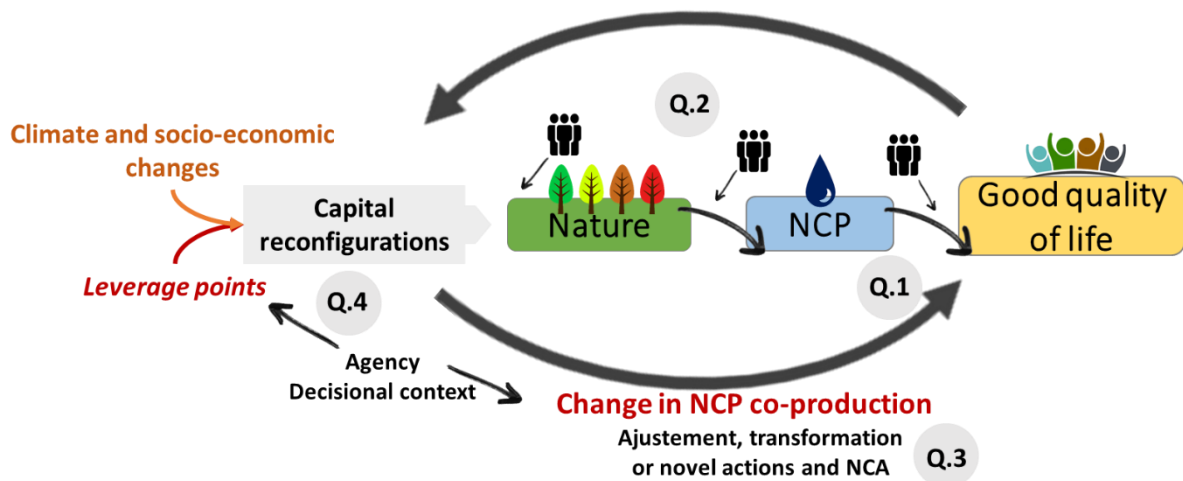 Q.2
Climate and socio-economic
changes
Capital
reconfigurations
Nature
NCP
Good quality
of life
Leverage points
Q.4
Q.1
Agency
Decisional context
Change in NCP co-production
Ajustement, transformation
or novel actions and NCA
Q.3